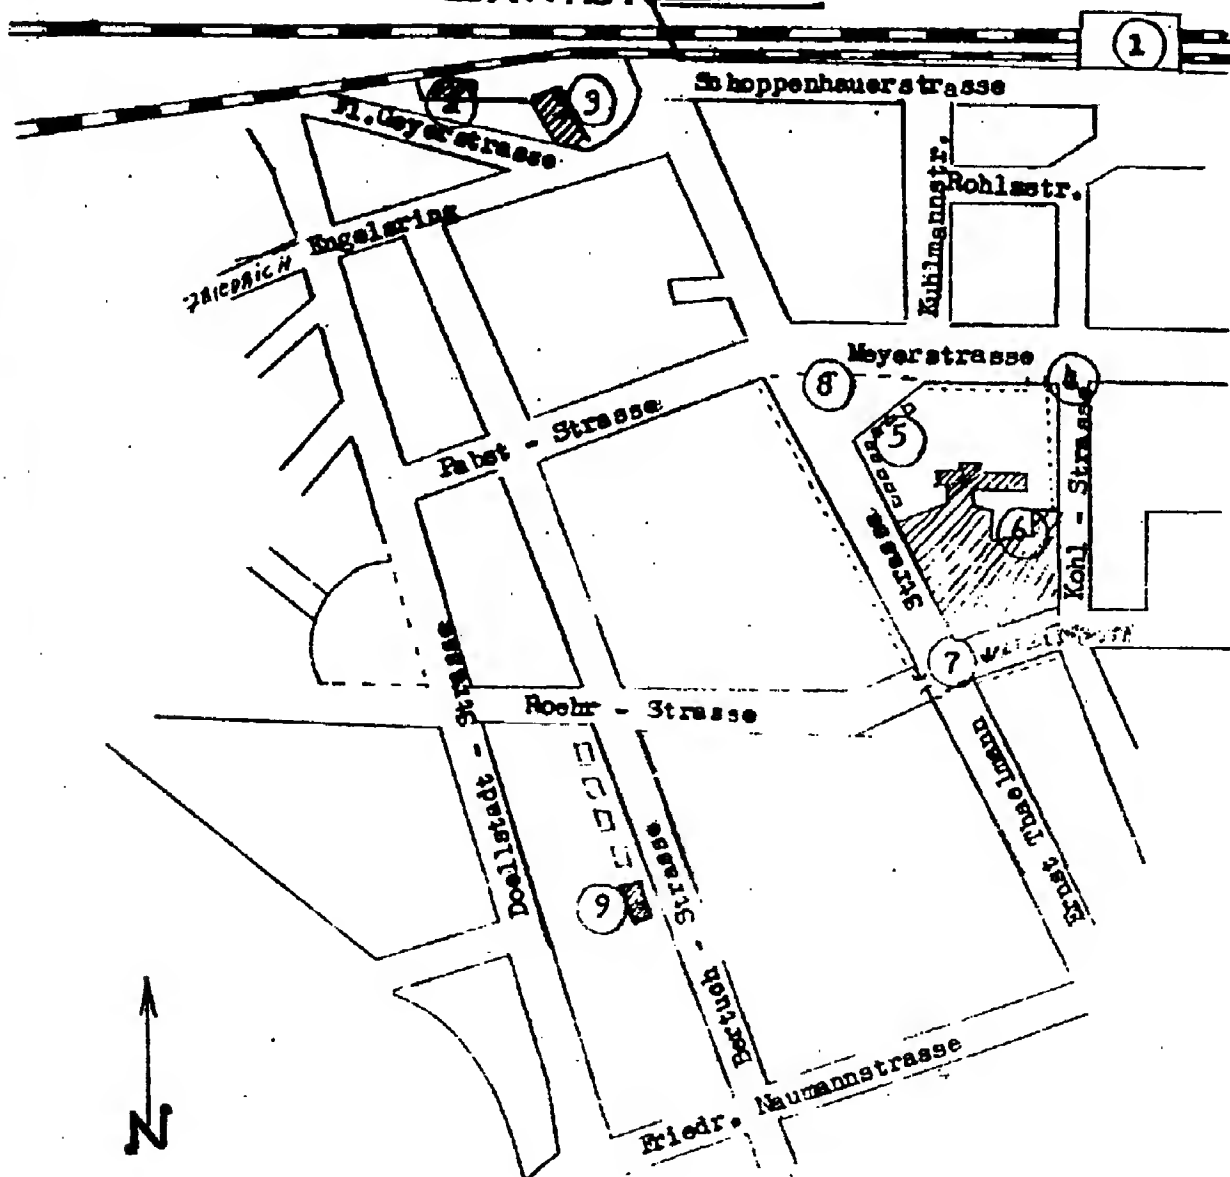 1
Schoppenhauerstrasse
3
Fl.Geyerstrasse
Kuhlmannstr.
Rohlsstr.
FRIEDRICH Engelsring
Meyerstrasse
8
5
Pabst - Strasse
Kohl - Strasse
6
Strasse
7
Roehr - Strasse
Doellstadt - Strasse
Ernst Thaelmann
9
Bertuch - Strasse
Friedr. Naumannstrasse
N